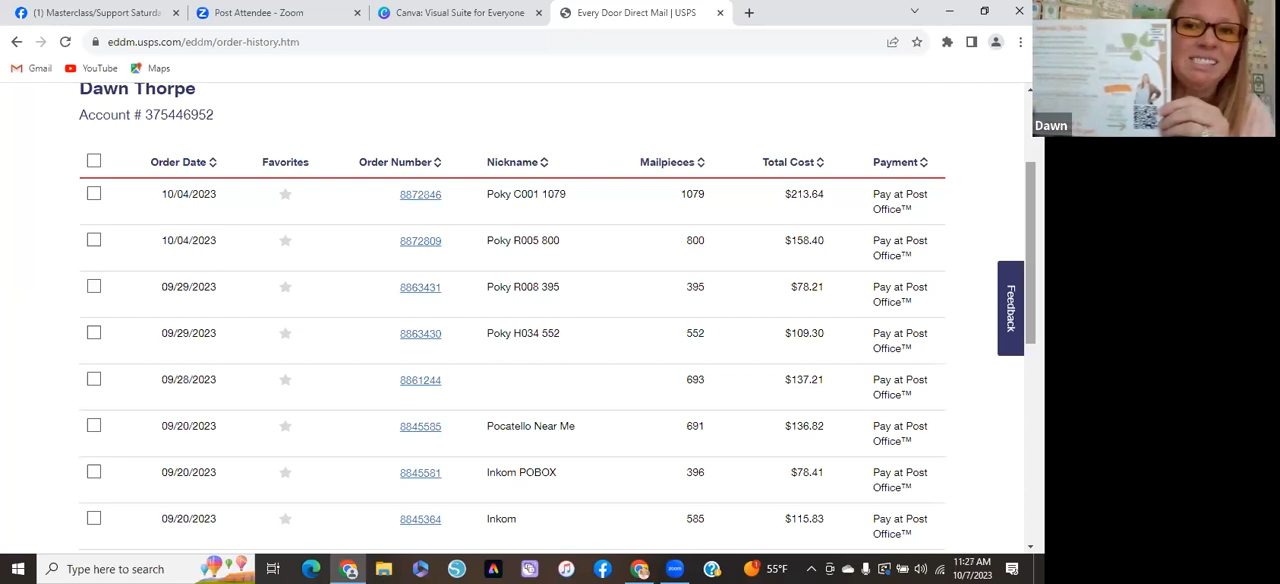 (1) Masterclass/Support Saturda
Post Attendee - Zoom
Canva: Visual Suite for Everyone
Every Door Direct Mail | USPS
eddm.usps.com/eddm/order-history.htm
Gmail YouTube Maps
Dawn Thorpe
Account # 375446952
Order Date Favorites Order Number Nickname Mailpieces Total Cost Payment
10/04/2023 8872846 Poky C001 1079 1079 $213.64 Pay at Post
Office™
10/04/2023 8872809 Poky R005 800 800 $158.40 Pay at Post
Office™
09/29/2023 8863431 Poky R008 395 395 $78.21 Pay at Post
Office™
09/29/2023 8863430 Poky H034 552 552 $109.30 Pay at Post
Office™
09/28/2023 8861244 693 $137.21 Pay at Post
Office™
09/20/2023 8845585 Pocatello Near Me 691 $136.82 Pay at Post
Office™
09/20/2023 8845581 Inkom POBOX 396 $78.41 Pay at Post
Office™
09/20/2023 8845364 Inkom 585 $115.83 Pay at Post
Office™
Feedback
Dawn
Type here to search
zoom
55°F
11:27 AM
10/7/2023